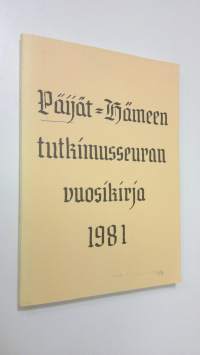 Päijät-Hämeen
tutkimusseuran
vuosikirja
1981